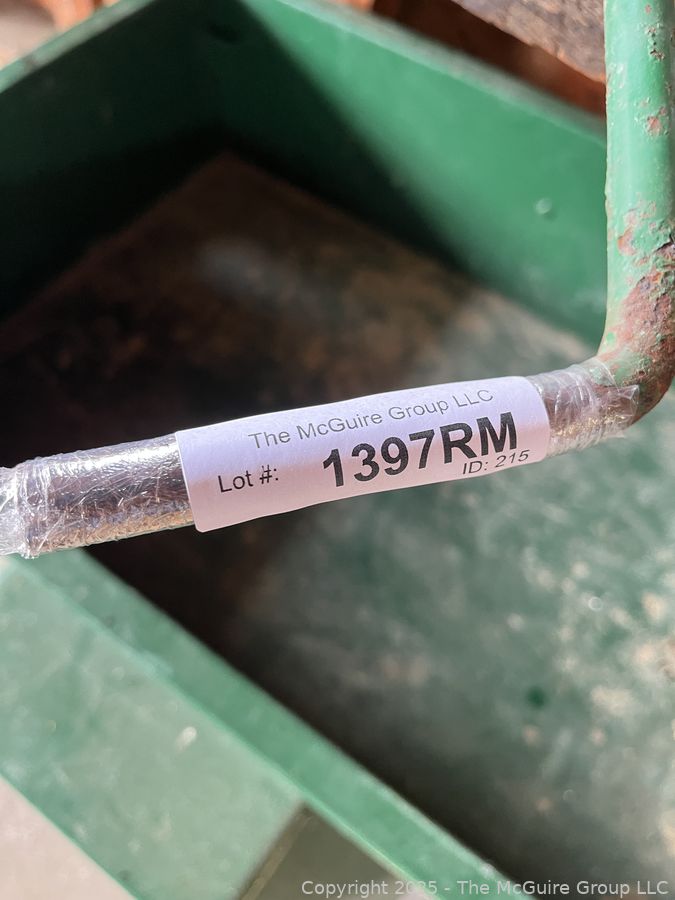 The McGuire Group LLC
Lot #: 1397RM
ID: 215
Copyright 2025 - The McGuire Group LLC